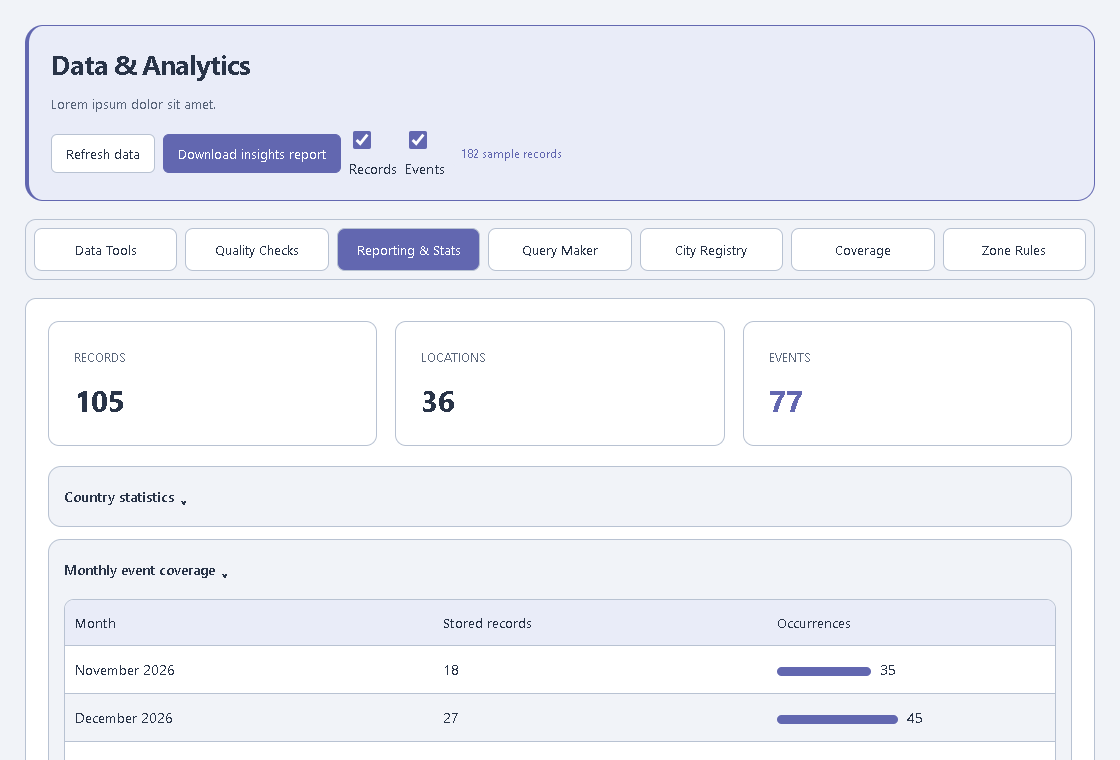 Data & Analytics
Lorem ipsum dolor sit amet.
Refresh data
Download insights report
Records
Events
182 sample records
Data Tools
Quality Checks
Reporting & Stats
Query Maker
City Registry
Coverage
Zone Rules
RECORDS
105
LOCATIONS
36
EVENTS
77
Country statistics
Monthly event coverage
Month Stored records Occurrences
November 2026 18 35
December 2026 27 45